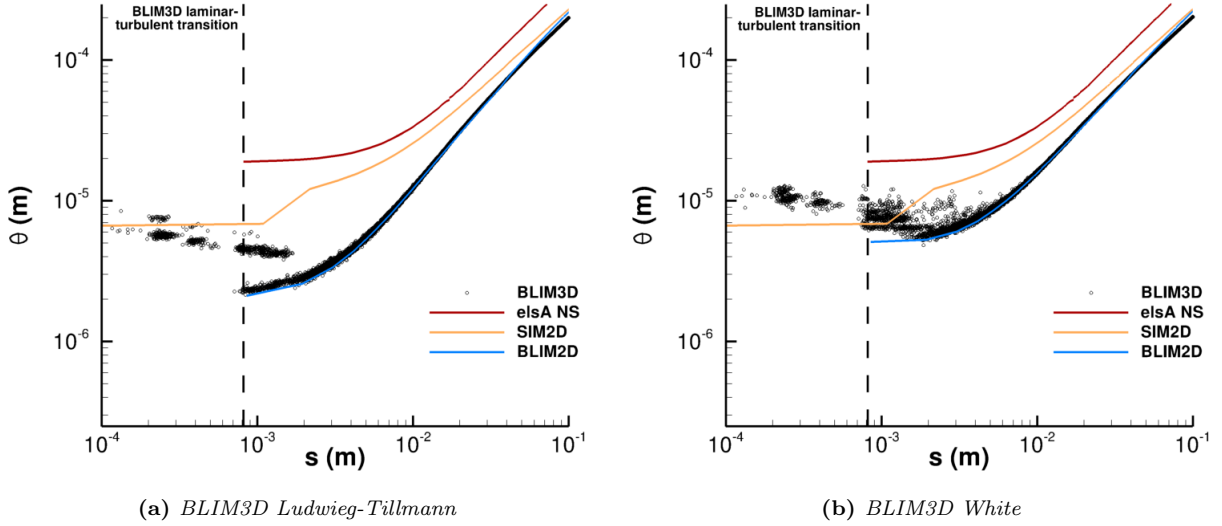 BLIM3D laminar-
turbulent transition
10⁻⁴
10⁻⁵
10⁻⁶
θ (m)
BLIM3D
elsA NS
SIM2D
BLIM2D
10⁻⁴
10⁻³
10⁻²
10⁻¹
s (m)
(a) BLIM3D Ludwieg-Tillmann
BLIM3D laminar-
turbulent transition
10⁻⁴
10⁻⁵
10⁻⁶
θ (m)
BLIM3D
elsA NS
SIM2D
BLIM2D
10⁻⁴
10⁻³
10⁻²
10⁻¹
s (m)
(b) BLIM3D White